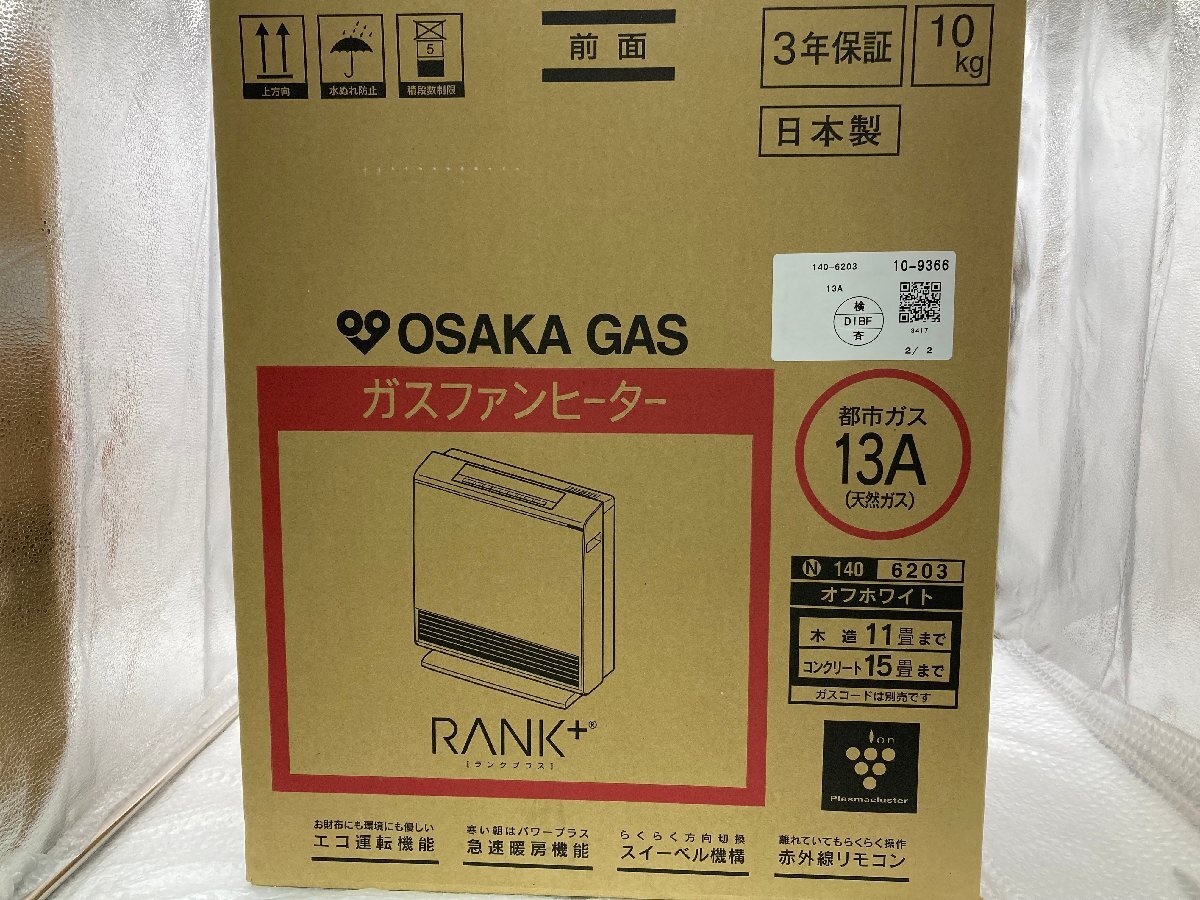 上方向
水ぬれ防止
5
積段数制限
前面
3年保証
10kg
日本製
140-6203
10-9366
13A
検
DIBF
斉
3417
2/ 2
OSAKA GAS
ガスファンヒーター
都市ガス
13A
(天然ガス)
N 140 6203
オフホワイト
木造11畳まで
コンクリート15畳まで
ガスコードは別売です
RANK+®
[ランクプラス]
Ion
Plasmacluster
お財布にも環境にも優しい
エコ運転機能
寒い朝はパワープラス
急速暖房機能
らくらく方向切換
スイーベル機構
離れていてもらくらく操作
赤外線リモコン